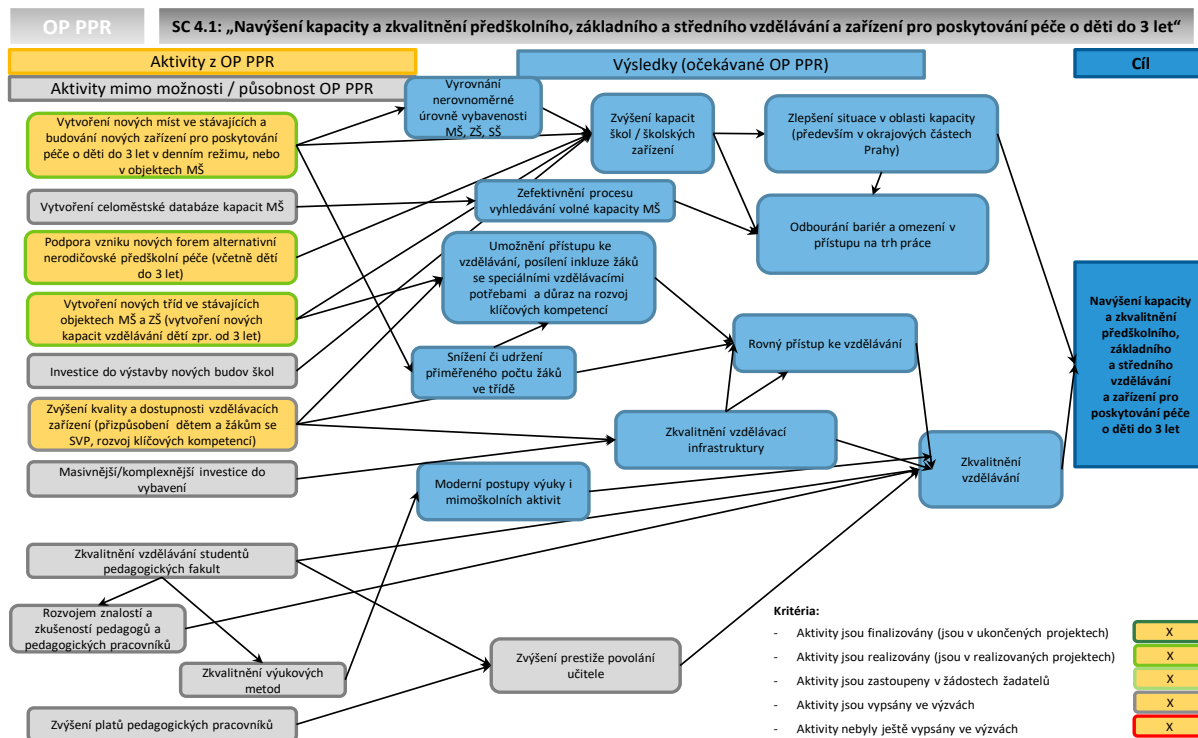 OP PPR
SC 4.1: „Navýšení kapacity a zkvalitnění předškolního, základního a středního vzdělávání a zařízení pro poskytování péče o děti do 3 let“
Aktivity z OP PPR
Výsledky (očekávané OP PPR)
Cíl
Aktivity mimo možnosti / působnost OP PPR
Vytvoření nových míst ve stávajících a
budování nových zařízení pro poskytování
péče o děti do 3 let v denním režimu, nebo
v objektech MŠ
Vytvoření celoměstské databáze kapacit MŠ
Podpora vzniku nových forem alternativní
nerodičovské předškolní péče (včetně dětí
do 3 let)
Vytvoření nových tříd ve stávajících
objektech MŠ a ZŠ (vytvoření nových
kapacit vzdělávání dětí zpr. od 3 let)
Investice do výstavby nových budov škol
Zvýšení kvality a dostupnosti vzdělávacích
zařízení (přizpůsobení dětem a žákům se
SVP, rozvoj klíčových kompetencí)
Masivnější/komplexnější investice do
vybavení
Zkvalitnění vzdělávání studentů
pedagogických fakult
Rozvojem znalostí a
zkušeností pedagogů a
pedagogických pracovníků
Zkvalitnění výukových
metod
Zvýšení platů pedagogických pracovníků
Vyrovnání
nerovnoměrné
úrovně vybavenosti
MŠ, ZŠ, SŠ
Zvýšení kapacit
škol / školských
zařízení
Zlepšení situace v oblasti kapacity
(především v okrajových částech
Prahy)
Zefektivnění procesu
vyhledávání volné kapacity MŠ
Odbourání bariér a omezení v
přístupu na trh práce
Umožnění přístupu ke
vzdělávání, posílení inkluze žáků
se speciálními vzdělávacími
potřebami a důraz na rozvoj
klíčových kompetencí
Snížení či udržení
přiměřeného počtu žáků
ve třídě
Rovný přístup ke vzdělávání
Zkvalitnění vzdělávací
infrastruktury
Moderní postupy výuky i
mimoškolních aktivit
Zkvalitnění
vzdělávání
Zvýšení prestiže povolání
učitele
Navýšení kapacity
a zkvalitnění
předškolního,
základního
a středního
vzdělávání
a zařízení pro
poskytování péče
o děti do 3 let
Kritéria:
- Aktivity jsou finalizovány (jsou v ukončených projektech) X
- Aktivity jsou realizovány (jsou v realizovaných projektech) X
- Aktivity jsou zastoupeny v žádostech žadatelů X
- Aktivity jsou vypsány ve výzvách X
- Aktivity nebyly ještě vypsány ve výzvách X